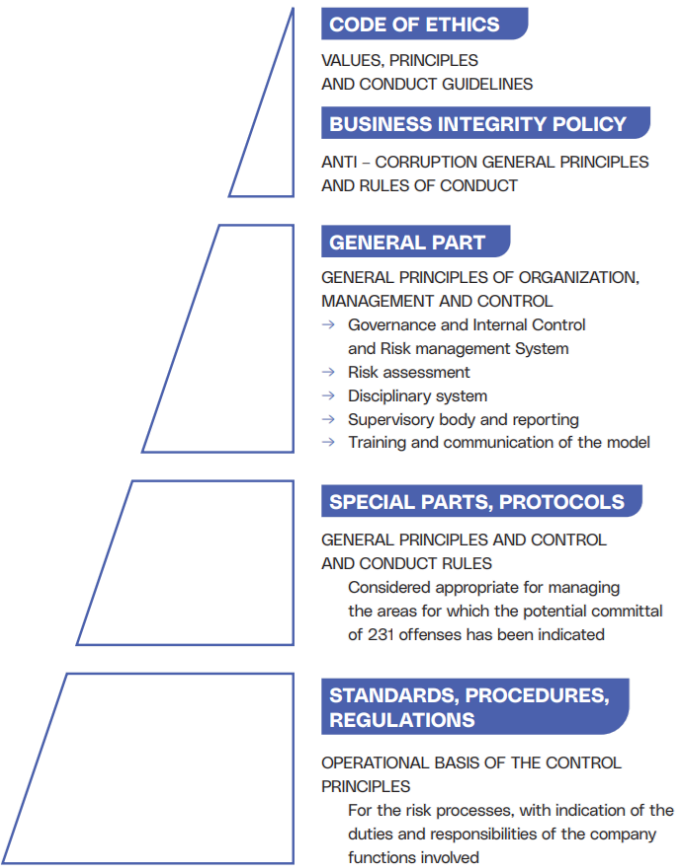 CODE OF ETHICS
VALUES, PRINCIPLES
AND CONDUCT GUIDELINES
BUSINESS INTEGRITY POLICY
ANTI – CORRUPTION GENERAL PRINCIPLES
AND RULES OF CONDUCT
GENERAL PART
GENERAL PRINCIPLES OF ORGANIZATION,
MANAGEMENT AND CONTROL
→ Governance and Internal Control
and Risk management System
→ Risk assessment
→ Disciplinary system
→ Supervisory body and reporting
→ Training and communication of the model
SPECIAL PARTS, PROTOCOLS
GENERAL PRINCIPLES AND CONTROL
AND CONDUCT RULES
Considered appropriate for managing
the areas for which the potential committal
of 231 offenses has been indicated
STANDARDS, PROCEDURES,
REGULATIONS
OPERATIONAL BASIS OF THE CONTROL
PRINCIPLES
For the risk processes, with indication of the
duties and responsibilities of the company
functions involved